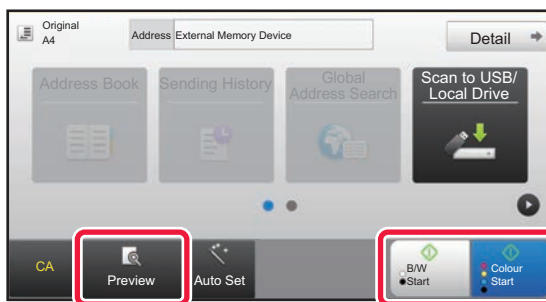 Original
A4
Address External Memory Device
Detail
Address Book
Sending History
Global
Address Search
Scan to USB/
Local Drive
CA
Preview
Auto Set
B/W
Start
Colour
Start